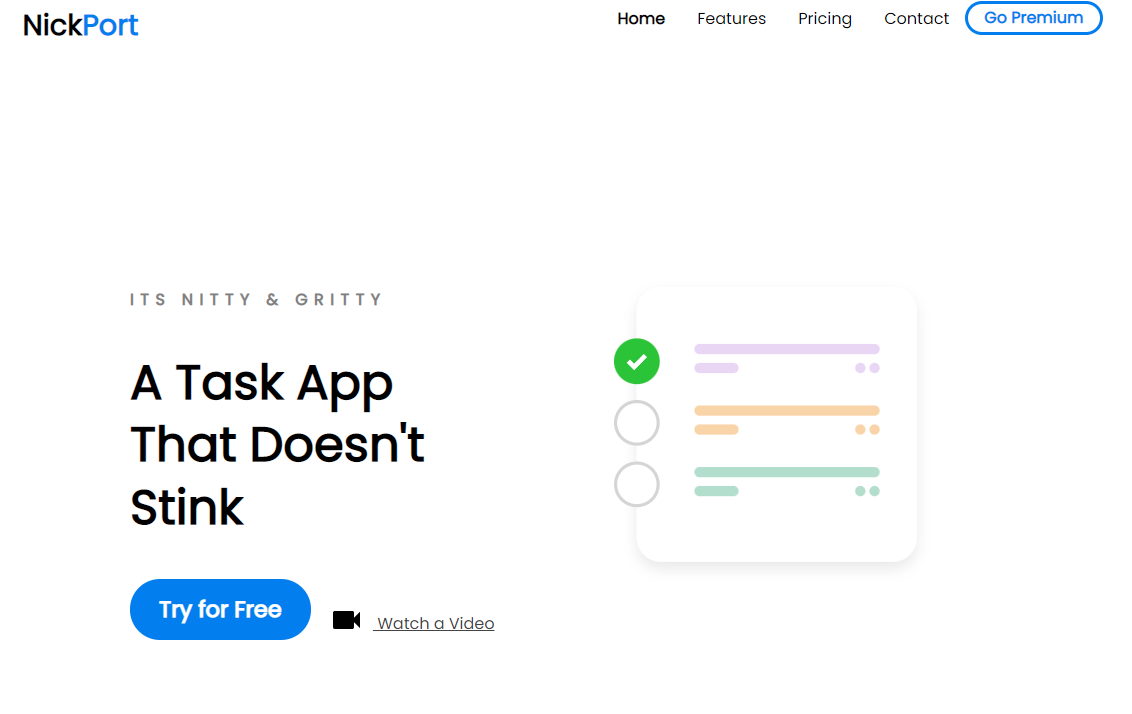 NickPort
Home Features Pricing Contact Go Premium
ITS NITTY & GRITTY
A Task App
That Doesn't
Stink
Try for Free
Watch a Video